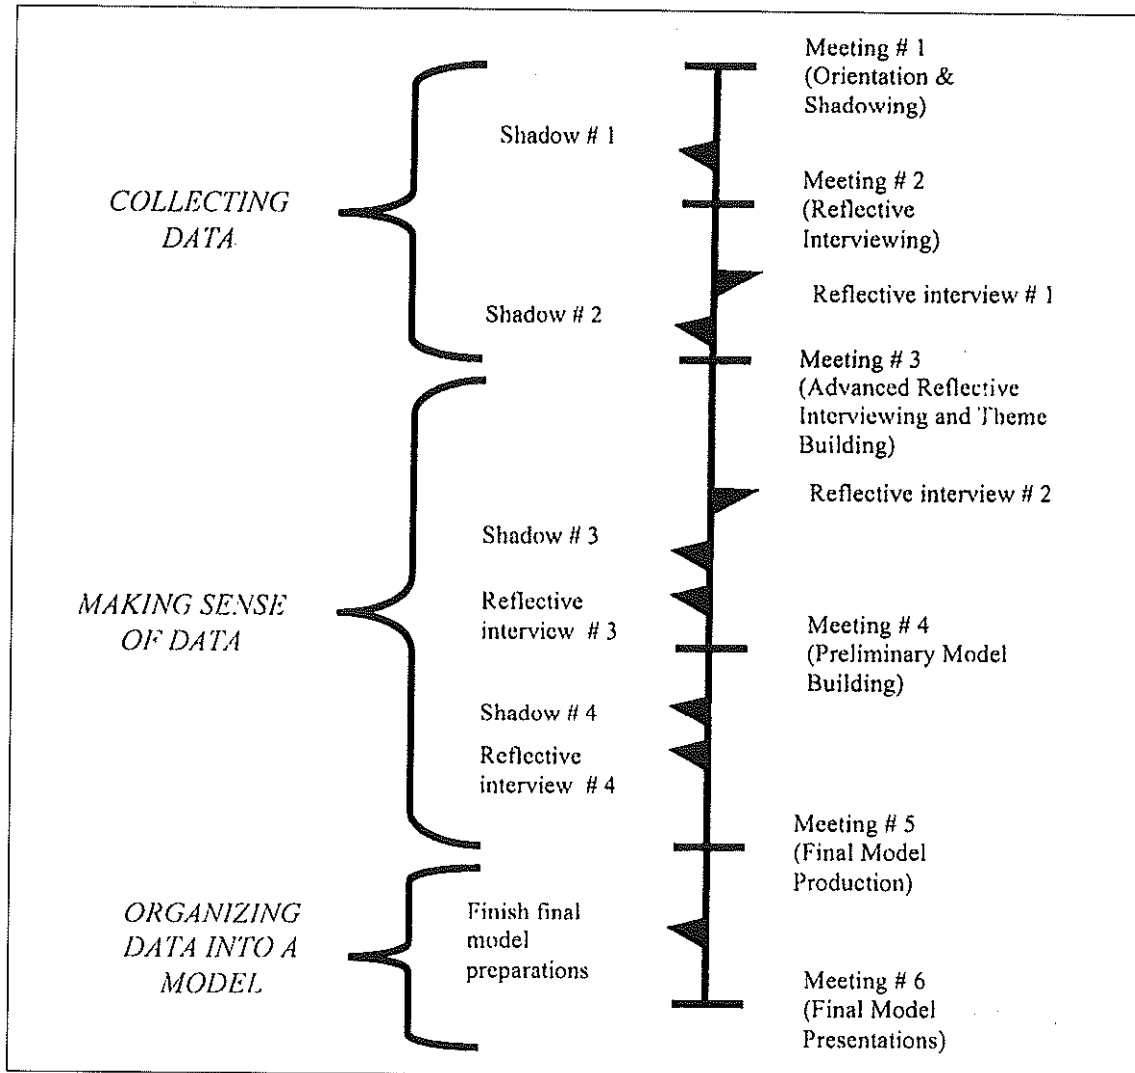 Meeting # 1
(Orientation &
Shadowing)
Shadow # 1
COLLECTING
DATA
Meeting # 2
(Reflective
Interviewing)
Reflective interview # 1
Shadow # 2
Meeting # 3
(Advanced Reflective
Interviewing and Theme
Building)
Reflective interview # 2
Shadow # 3
MAKING SENSE
OF DATA
Reflective
interview # 3
Meeting # 4
(Preliminary Model
Building)
Shadow # 4
Reflective
interview # 4
Meeting # 5
(Final Model
Production)
ORGANIZING
DATA INTO A
MODEL
Finish final
model
preparations
Meeting # 6
(Final Model
Presentations)